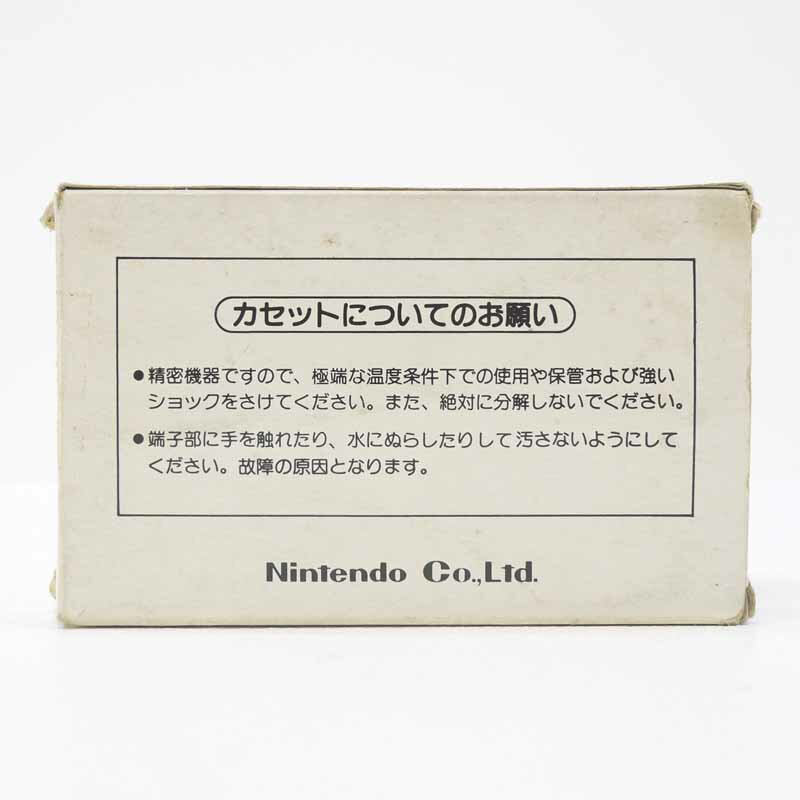 カセットについてのお願い
●精密機器ですので、極端な温度条件下での使用や保管および強い
ショックをさけてください。また、絶対に分解しないでください。
●端子部に手を触れたり、水にぬらしたりして汚さないようにして
ください。故障の原因となります。
Nintendo Co.,Ltd.